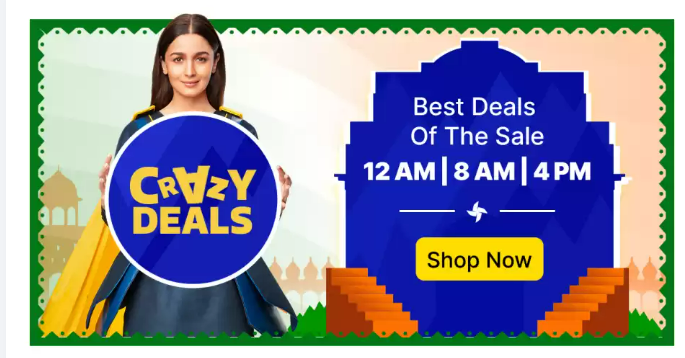 CRAZY
DEALS
Best Deals
Of The Sale
12 AM | 8 AM | 4 PM
Shop Now